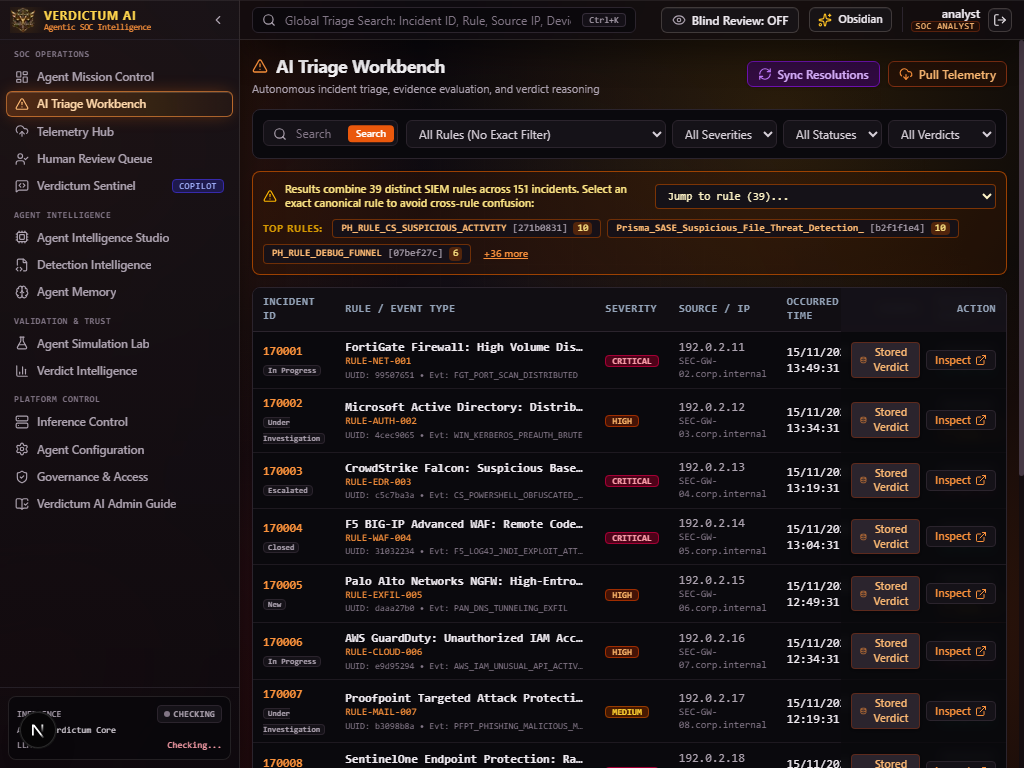 VERDICTUM AI
Agentic SOC Intelligence
SOC OPERATIONS
Agent Mission Control
AI Triage Workbench
Telemetry Hub
Human Review Queue
Verdictum Sentinel COPILOT
AGENT INTELLIGENCE
Agent Intelligence Studio
Detection Intelligence
Agent Memory
VALIDATION & TRUST
Agent Simulation Lab
Verdict Intelligence
PLATFORM CONTROL
Inference Control
Agent Configuration
Governance & Access
Verdictum AI Admin Guide
CHECKING
N
Core
Checking...
Global Triage Search: Incident ID, Rule, Source IP, Devi Ctrl+K
Blind Review: OFF
Obsidian
analyst
SOC ANALYST
AI Triage Workbench
Autonomous incident triage, evidence evaluation, and verdict reasoning
Sync Resolutions
Pull Telemetry
Search Search All Rules (No Exact Filter) All Severities All Statuses All Verdicts
Results combine 39 distinct SIEM rules across 151 incidents. Select an
exact canonical rule to avoid cross-rule confusion:
Jump to rule (39)...
TOP RULES: PH_RULE_CS_SUSPICIOUS_ACTIVITY [271b0831] 10 Prisma_SASE_Suspicious_File_Threat_Detection_ [b2f1f1e4] 10
PH_RULE_DEBUG_FUNNEL [07bef27c] 6 +36 more
INCIDENT ID RULE / EVENT TYPE SEVERITY SOURCE / IP OCCURRED TIME ACTION
170001
In Progress
FortiGate Firewall: High Volume Dis…
RULE-NET-001
UUID: 99507651 • Evt: FGT_PORT_SCAN_DISTRIBUTED
CRITICAL
192.0.2.11
SEC-GW-
02.corp.internal
15/11/202
13:49:31
Stored
Verdict
Inspect
170002
Under
Investigation
Microsoft Active Directory: Distrib…
RULE-AUTH-002
UUID: 4cec9065 • Evt: WIN_KERBEROS_PREAUTH_BRUTE
HIGH
192.0.2.12
SEC-GW-
03.corp.internal
15/11/202
13:34:31
Stored
Verdict
Inspect
170003
Escalated
CrowdStrike Falcon: Suspicious Base…
RULE-EDR-003
UUID: c5c7ba3a • Evt: CS_POWERSHELL_OBFUSCATED_…
CRITICAL
192.0.2.13
SEC-GW-
04.corp.internal
15/11/202
13:19:31
Stored
Verdict
Inspect
170004
Closed
F5 BIG-IP Advanced WAF: Remote Code…
RULE-WAF-004
UUID: 31032234 • Evt: F5_LOG4J_JNDI_EXPLOIT_ATT…
CRITICAL
192.0.2.14
SEC-GW-
05.corp.internal
15/11/202
13:04:31
Stored
Verdict
Inspect
170005
New
Palo Alto Networks NGFW: High-Entro…
RULE-EXFIL-005
UUID: daaa27b0 • Evt: PAN_DNS_TUNNELING_EXFIL
HIGH
192.0.2.15
SEC-GW-
06.corp.internal
15/11/202
12:49:31
Stored
Verdict
Inspect
170006
In Progress
AWS GuardDuty: Unauthorized IAM Acc…
RULE-CLOUD-006
UUID: e9d95294 • Evt: AWS_IAM_UNUSUAL_API_ACTIV…
HIGH
192.0.2.16
SEC-GW-
07.corp.internal
15/11/202
12:34:31
Stored
Verdict
Inspect
170007
Under
Investigation
Proofpoint Targeted Attack Protecti…
RULE-MAIL-007
UUID: b3098b8a • Evt: PFPT_PHISHING_MALICIOUS_M…
MEDIUM
192.0.2.17
SEC-GW-
08.corp.internal
15/11/202
12:19:31
Stored
Verdict
Inspect
170008
SentinelOne Endpoint Protection: Ra…
192.0.2.18
15/11/202
Stored